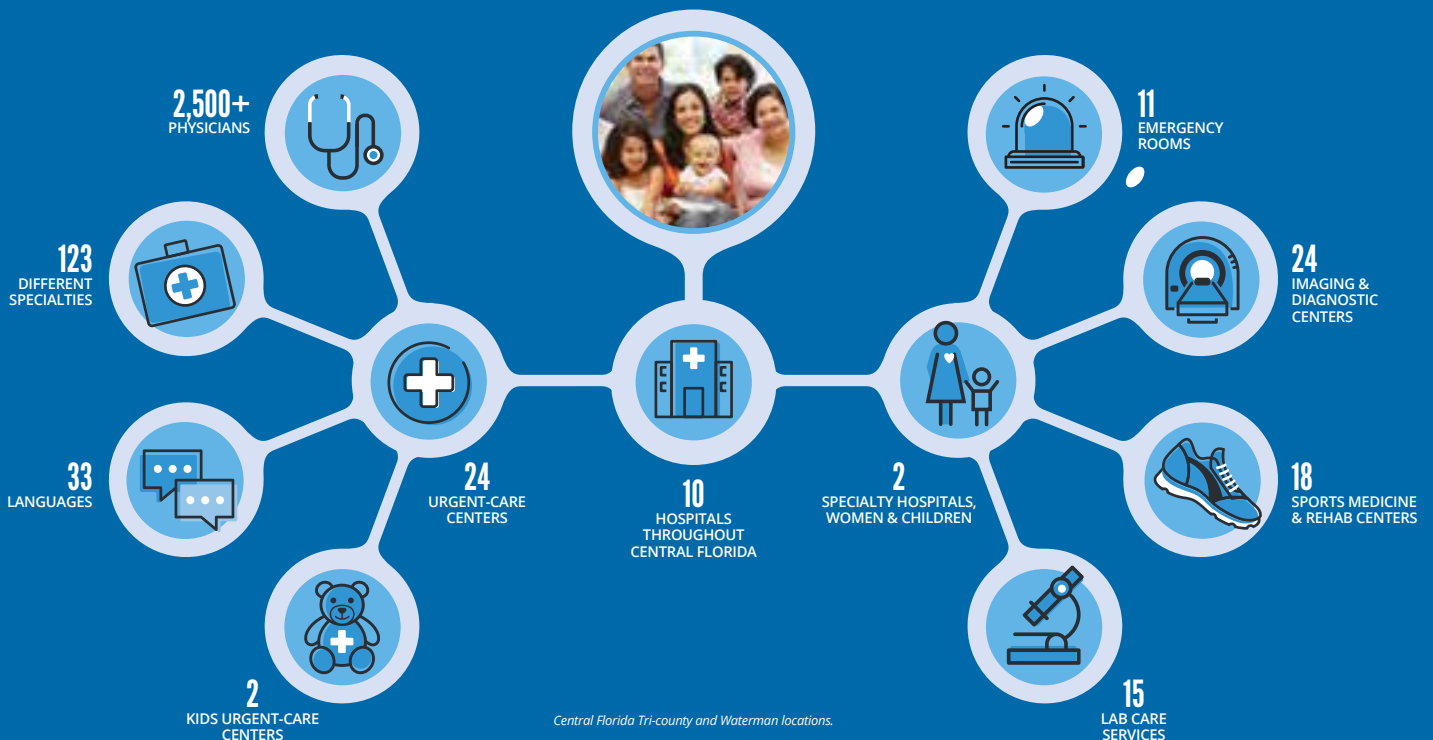 2,500+
PHYSICIANS
123
DIFFERENT
SPECIALTIES
33
LANGUAGES
2
KIDS URGENT-CARE
CENTERS
24
URGENT-CARE
CENTERS
10
HOSPITALS
THROUGHOUT
CENTRAL FLORIDA
2
SPECIALTY HOSPITALS,
WOMEN & CHILDREN
11
EMERGENCY
ROOMS
24
IMAGING &
DIAGNOSTIC
CENTERS
18
SPORTS MEDICINE
& REHAB CENTERS
15
LAB CARE
SERVICES
Central Florida Tri-county and Waterman locations.